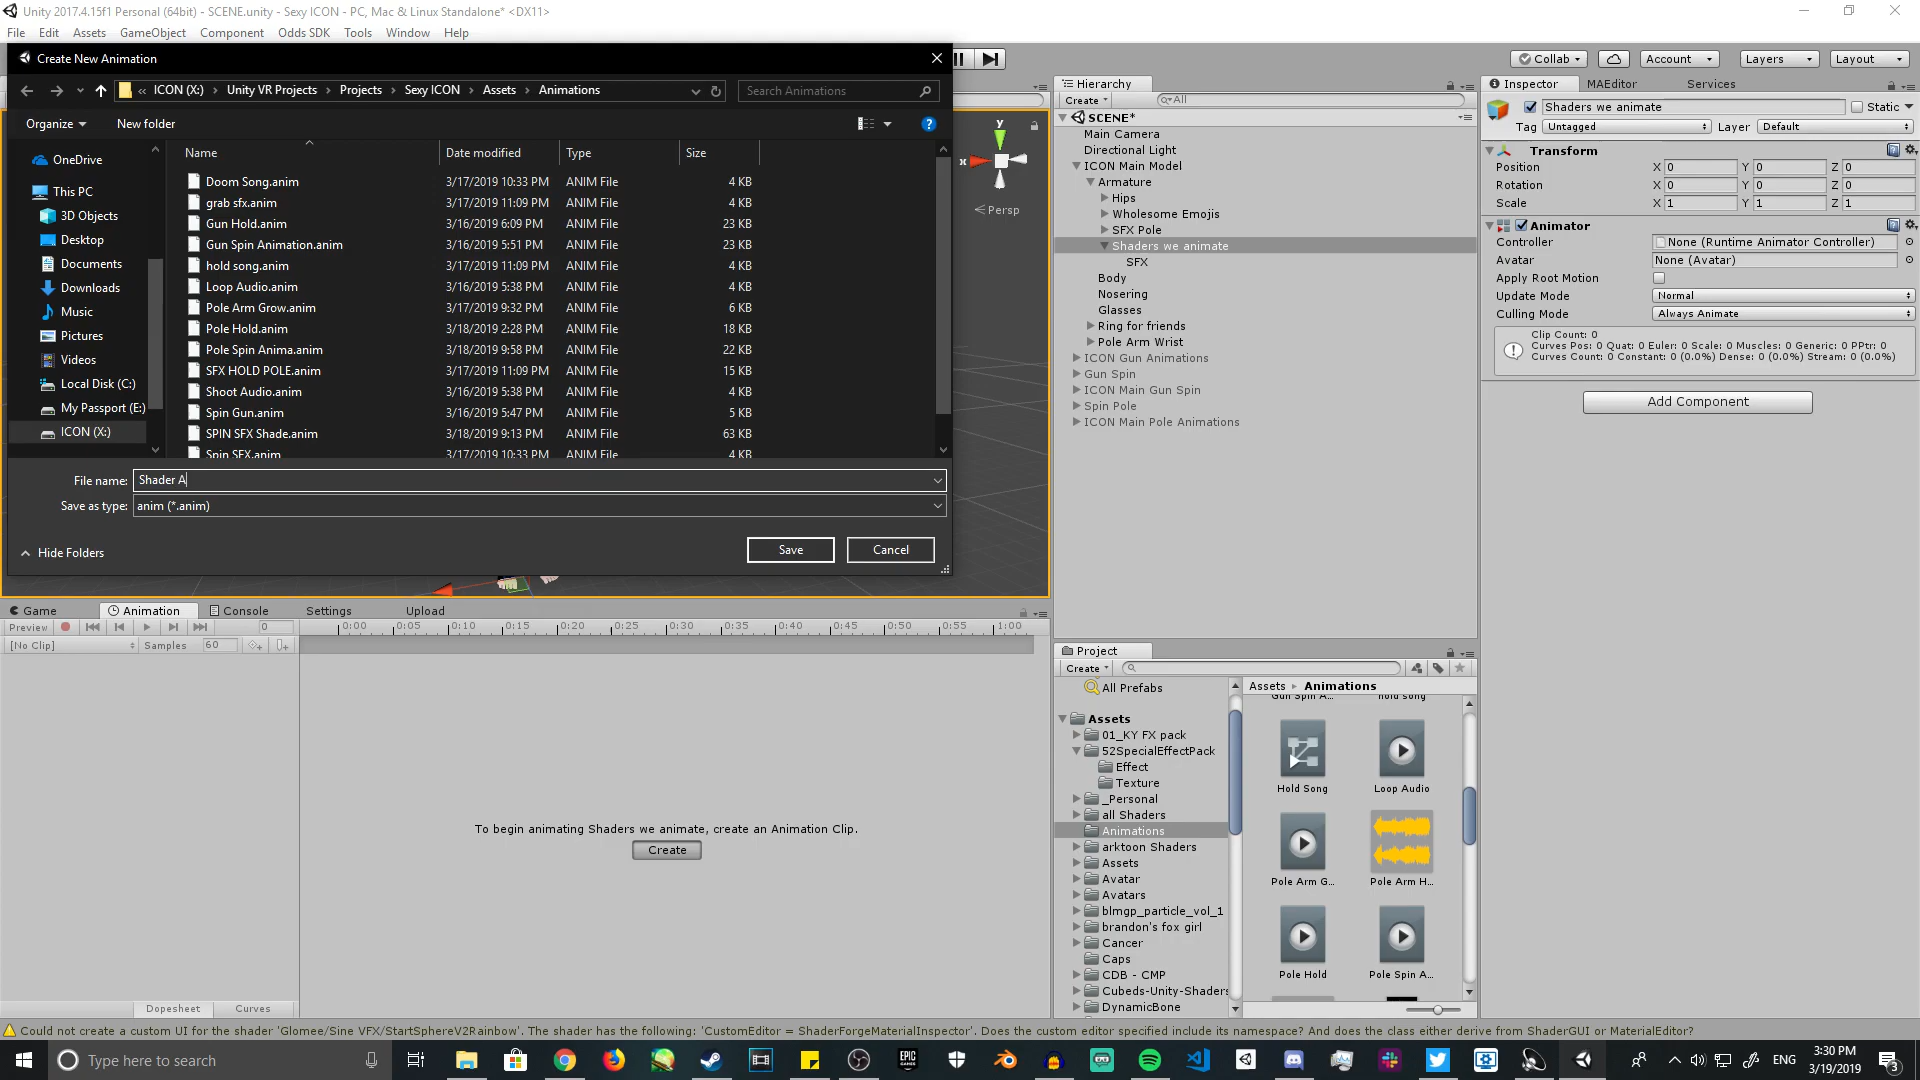 Unity 2017.4.15f1 Personal (64bit) - SCENE.unity - Sexy ICON - PC, Mac & Linux Standalone* <DX11>
File Edit Assets GameObject Component Odds SDK Tools Window Help
Create New Animation
Collab Account Layers Layout
« ICON (X:) › Unity VR Projects › Projects › Sexy ICON › Assets › Animations
Search Animations
Organize New folder
Name Date modified Type Size
OneDrive
This PC
3D Objects
Desktop
Documents
Downloads
Music
Pictures
Videos
Local Disk (C:)
My Passport (E:)
ICON (X:)
Doom Song.anim 3/17/2019 10:33 PM ANIM File 4 KB
grab sfx.anim 3/17/2019 11:09 PM ANIM File 4 KB
Gun Hold.anim 3/16/2019 6:09 PM ANIM File 23 KB
Gun Spin Animation.anim 3/16/2019 5:51 PM ANIM File 23 KB
hold song.anim 3/17/2019 11:09 PM ANIM File 4 KB
Loop Audio.anim 3/16/2019 5:38 PM ANIM File 4 KB
Pole Arm Grow.anim 3/17/2019 9:32 PM ANIM File 6 KB
Pole Hold.anim 3/18/2019 2:28 PM ANIM File 18 KB
Pole Spin Anima.anim 3/18/2019 9:58 PM ANIM File 22 KB
SFX HOLD POLE.anim 3/17/2019 11:09 PM ANIM File 15 KB
Shoot Audio.anim 3/16/2019 5:38 PM ANIM File 4 KB
Spin Gun.anim 3/16/2019 5:47 PM ANIM File 5 KB
SPIN SFX Shade.anim 3/18/2019 9:13 PM ANIM File 63 KB
Spin SFX.anim 3/17/2019 10:33 PM ANIM File 4 KB
File name: Shader A
Save as type: anim (*.anim)
Hide Folders
Save Cancel
y
x
Persp
Hierarchy
Create All
SCENE*
Main Camera
Directional Light
ICON Main Model
Armature
Hips
Wholesome Emojis
SFX Pole
Shaders we animate
SFX
Body
Nosering
Glasses
Ring for friends
Pole Arm Wrist
ICON Gun Animations
Gun Spin
ICON Main Gun Spin
Spin Pole
ICON Main Pole Animations
Inspector MAEditor Services
Shaders we animate Static
Tag Untagged Layer Default
Transform
Position X 0 Y 0 Z 0
Rotation X 0 Y 0 Z 0
Scale X 1 Y 1 Z 1
Animator
Controller None (Runtime Animator Controller)
Avatar None (Avatar)
Apply Root Motion
Update Mode Normal
Culling Mode Always Animate
Clip Count: 0
Curves Pos: 0 Quat: 0 Euler: 0 Scale: 0 Muscles: 0 Generic: 0 PPtr: 0
Curves Count: 0 Constant: 0 (0.0%) Dense: 0 (0.0%) Stream: 0 (0.0%)
Add Component
Game Animation Console Settings Upload
Preview 0 0:00 0:05 0:10 0:15 0:20 0:25 0:30 0:35 0:40 0:45 0:50 0:55 1:00
[No Clip] Samples 60
To begin animating Shaders we animate, create an Animation Clip.
Create
Dopesheet Curves
Project
Create
All Prefabs
Assets
01_KY FX pack
52SpecialEffectPack
Effect
Texture
_Personal
all Shaders
Animations
arktoon Shaders
Assets
Avatar
Avatars
blmgp_particle_vol_1
brandon's fox girl
Cancer
Caps
CDB - CMP
Cubeds-Unity-Shaders
DynamicBone
Assets Animations
Gun Spin A... hold song
Hold Song Loop Audio
Pole Arm G... Pole Arm H...
Pole Hold Pole Spin A...
Could not create a custom UI for the shader 'Glomee/Sine VFX/StartSphereV2Rainbow'. The shader has the following: 'CustomEditor = ShaderForgeMaterialInspector'. Does the custom editor specified include its namespace? And does the class either derive from ShaderGUI or MaterialEditor?
Type here to search
EPIC GAMES
ENG
3:30 PM
3/19/2019
3